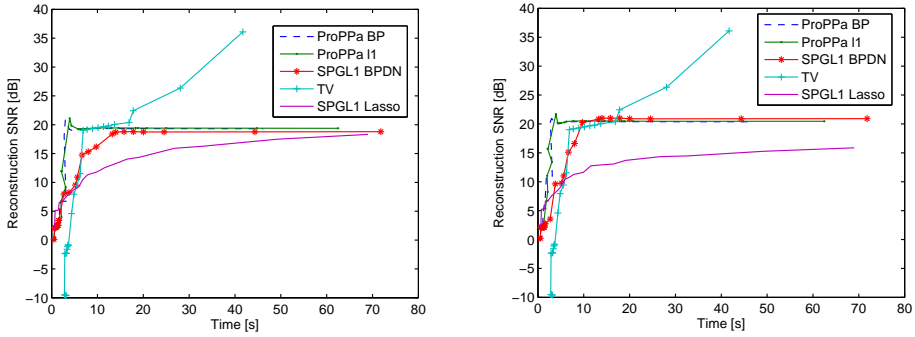 40
35
30
25
20
15
10
5
0
−5
−10
Reconstruction SNR [dB]
0 10 20 30 40 50 60 70 80
Time [s]
ProPPa BP
ProPPa l1
SPGL1 BPDN
TV
SPGL1 Lasso
40
35
30
25
20
15
10
5
0
−5
−10
Reconstruction SNR [dB]
0 10 20 30 40 50 60 70 80
Time [s]
ProPPa BP
ProPPa l1
SPGL1 BPDN
TV
SPGL1 Lasso